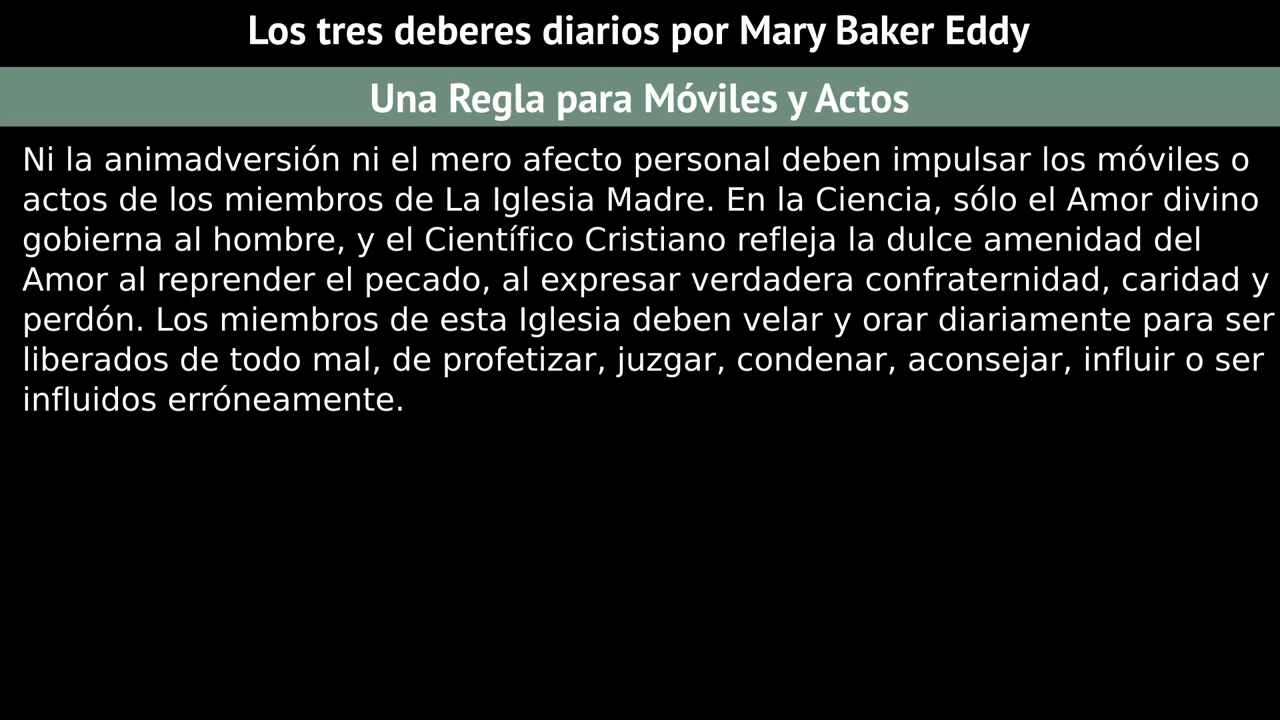 Los tres deberes diarios por Mary Baker Eddy
Una Regla para Móviles y Actos
Ni la animadversión ni el mero afecto personal deben impulsar los móviles o
actos de los miembros de La Iglesia Madre. En la Ciencia, sólo el Amor divino
gobierna al hombre, y el Científico Cristiano refleja la dulce amenidad del
Amor al reprender el pecado, al expresar verdadera confraternidad, caridad y
perdón. Los miembros de esta Iglesia deben velar y orar diariamente para ser
liberados de todo mal, de profetizar, juzgar, condenar, aconsejar, influir o ser
influidos erróneamente.